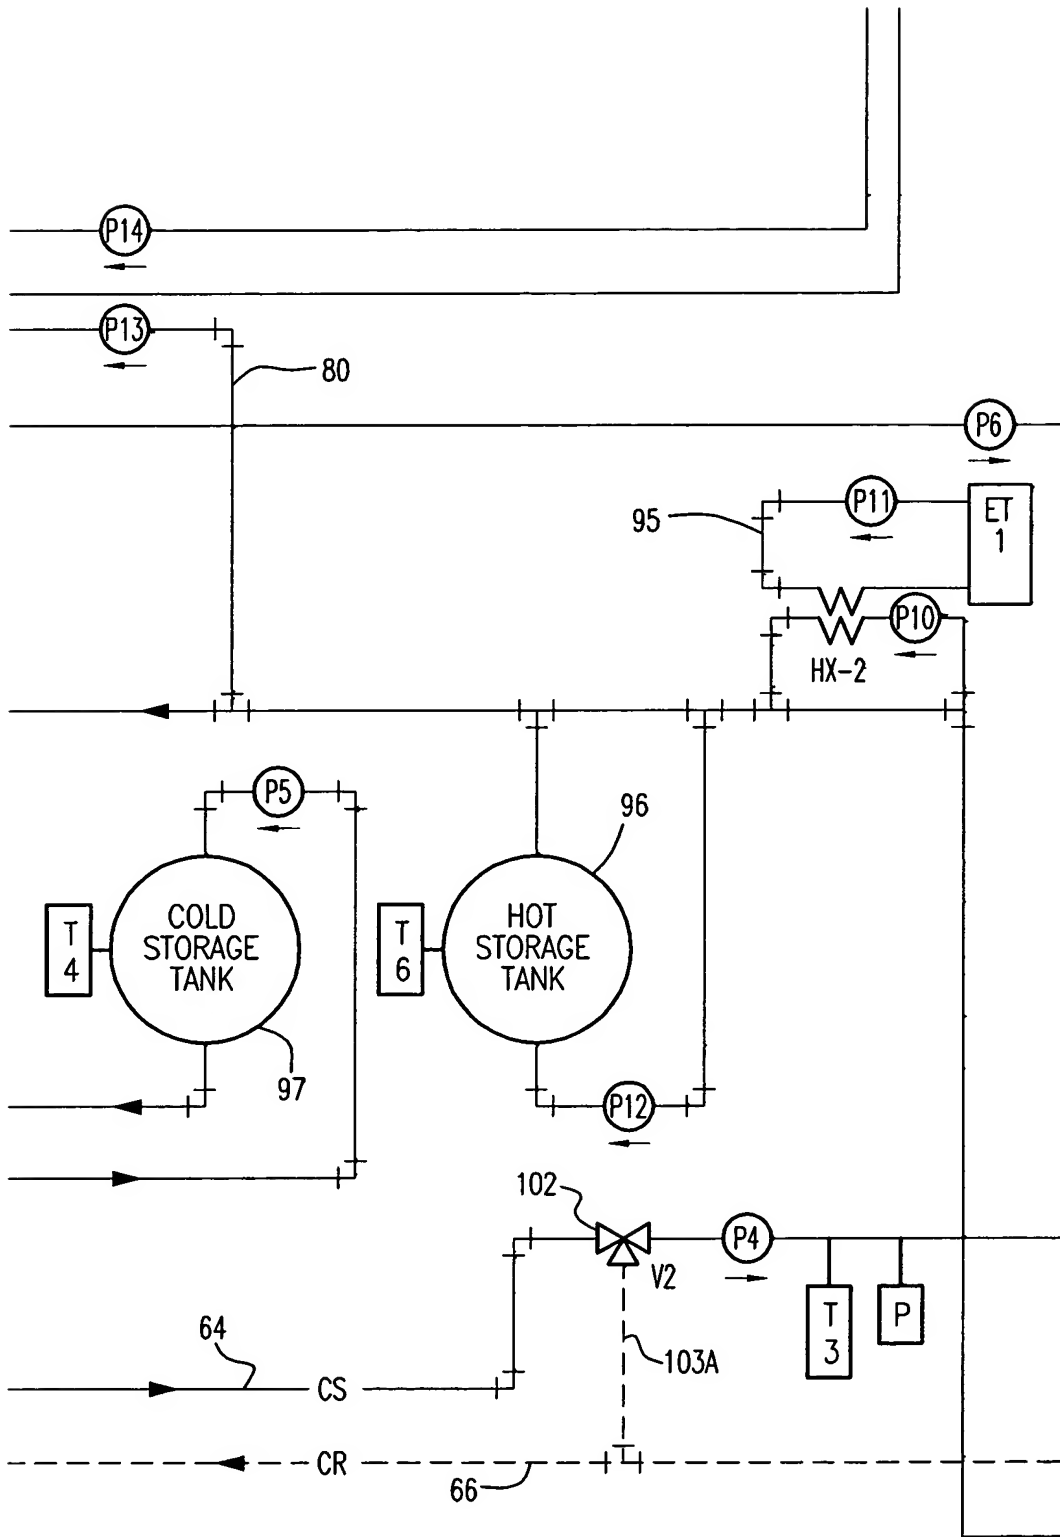 P14
P13
80
P6
P11
ET
1
95
P10
HX-2
P5
96
COLD
STORAGE
TANK
T
4
HOT
STORAGE
TANK
T
6
97
P12
102
P4
V2
T
3
P
64
103A
CS
CR
66